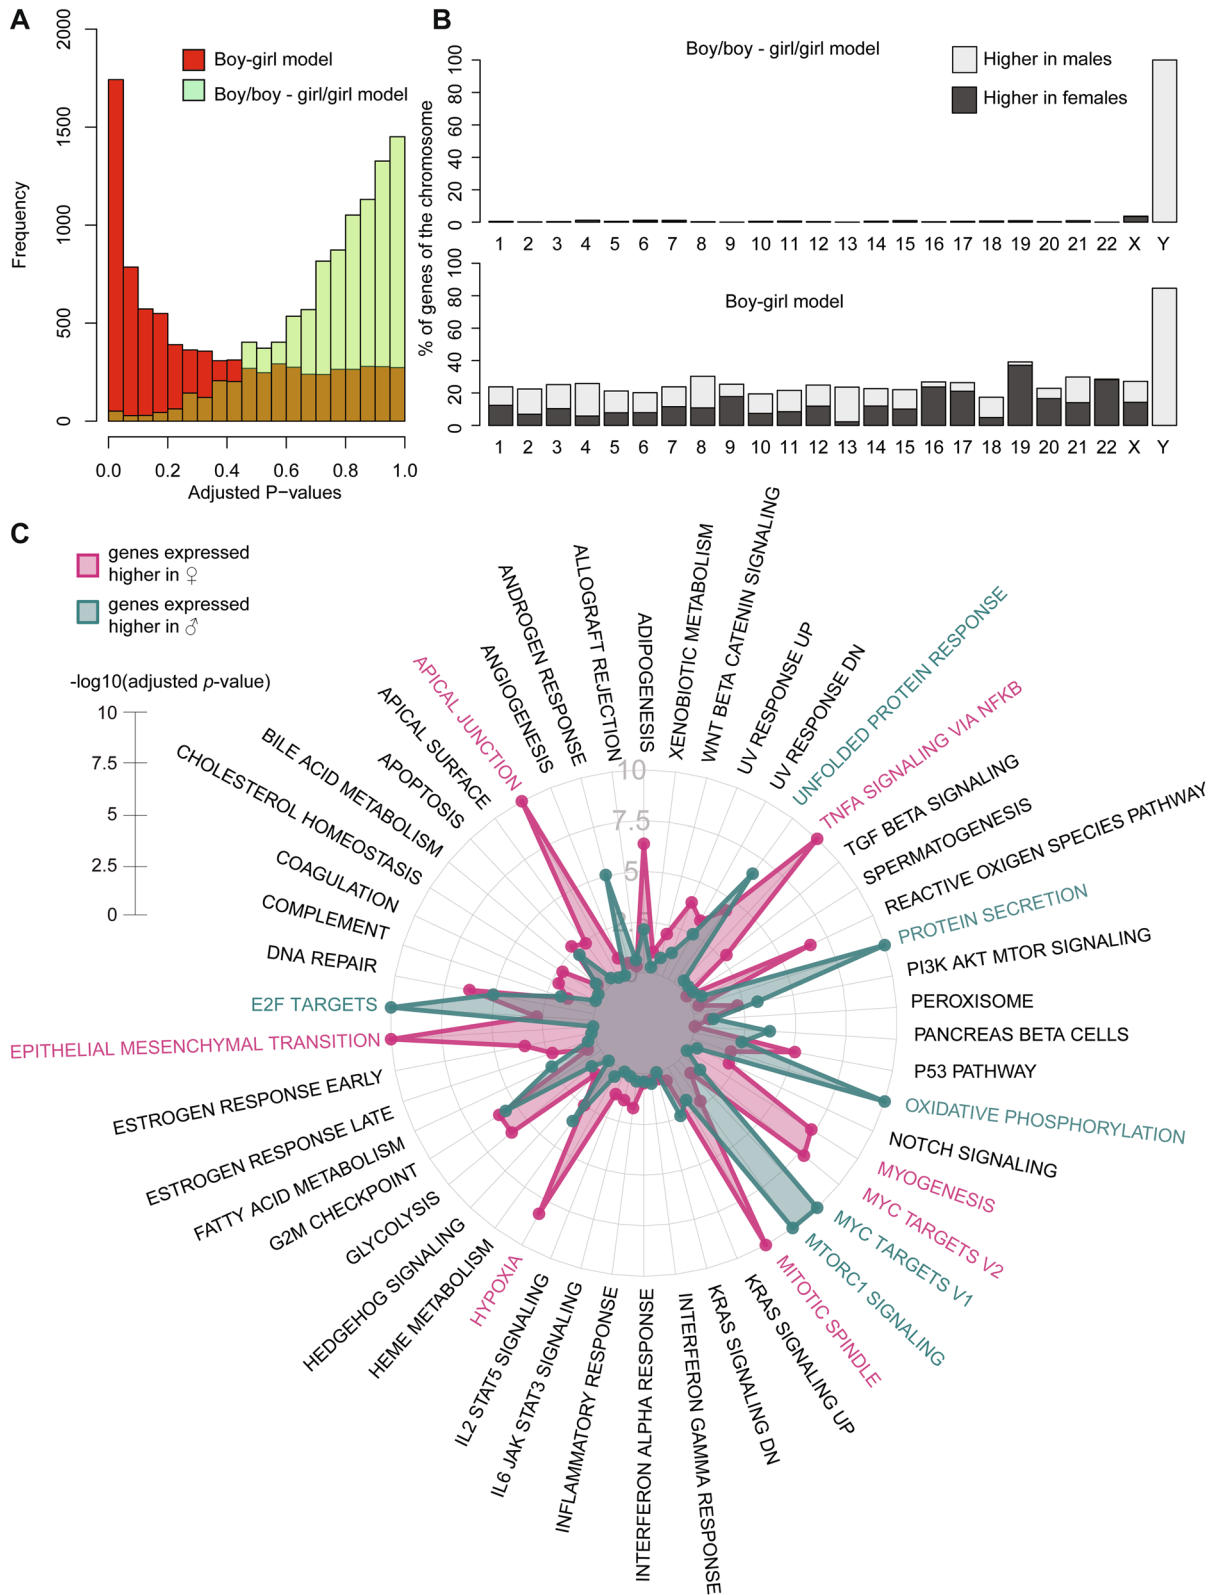 A
2000
1500
1000
500
0
Frequency
Boy-girl model
Boy/boy - girl/girl model
0.0 0.2 0.4 0.6 0.8 1.0
Adjusted P-values
B
% of genes of the chromosome
Boy/boy - girl/girl model
Higher in males
Higher in females
100
80
60
40
20
0
1 2 3 4 5 6 7 8 9 10 11 12 13 14 15 16 17 18 19 20 21 22 X Y
Boy-girl model
100
80
60
40
20
0
1 2 3 4 5 6 7 8 9 10 11 12 13 14 15 16 17 18 19 20 21 22 X Y
C
genes expressed
higher in ♀
genes expressed
higher in ♂
-log10(adjusted p-value)
10
7.5
5
2.5
0
10
7.5
5
ADIPOGENESIS
XENOBIOTIC METABOLISM
WNT BETA CATENIN SIGNALING
UV RESPONSE UP
UV RESPONSE DN
UNFOLDED PROTEIN RESPONSE
TNFA SIGNALING VIA NFKB
TGF BETA SIGNALING
SPERMATOGENESIS
REACTIVE OXIGEN SPECIES PATHWAY
PROTEIN SECRETION
PI3K AKT MTOR SIGNALING
PEROXISOME
PANCREAS BETA CELLS
P53 PATHWAY
OXIDATIVE PHOSPHORYLATION
NOTCH SIGNALING
MYOGENESIS
MYC TARGETS V2
MYC TARGETS V1
MTORC1 SIGNALING
MITOTIC SPINDLE
KRAS SIGNALING UP
KRAS SIGNALING DN
INTERFERON GAMMA RESPONSE
INTERFERON ALPHA RESPONSE
INFLAMMATORY RESPONSE
IL6 JAK STAT3 SIGNALING
IL2 STAT5 SIGNALING
HYPOXIA
HEME METABOLISM
HEDGEHOG SIGNALING
GLYCOLYSIS
G2M CHECKPOINT
FATTY ACID METABOLISM
ESTROGEN RESPONSE LATE
ESTROGEN RESPONSE EARLY
EPITHELIAL MESENCHYMAL TRANSITION
E2F TARGETS
DNA REPAIR
COMPLEMENT
COAGULATION
CHOLESTEROL HOMEOSTASIS
BILE ACID METABOLISM
APOPTOSIS
APICAL SURFACE
APICAL JUNCTION
ANGIOGENESIS
ANDROGEN RESPONSE
ALLOGRAFT REJECTION